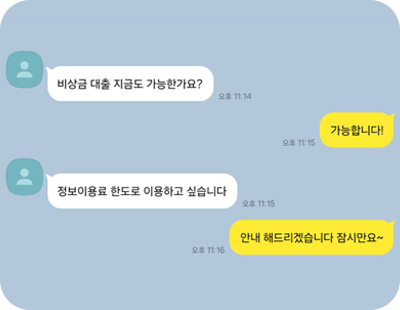 비상금 대출 지금도 가능한가요?
오후 11:14
가능합니다!
오후 11:15
정보이용료 한도로 이용하고 싶습니다
오후 11:15
안내 해드리겠습니다 잠시만요~
오후 11:16